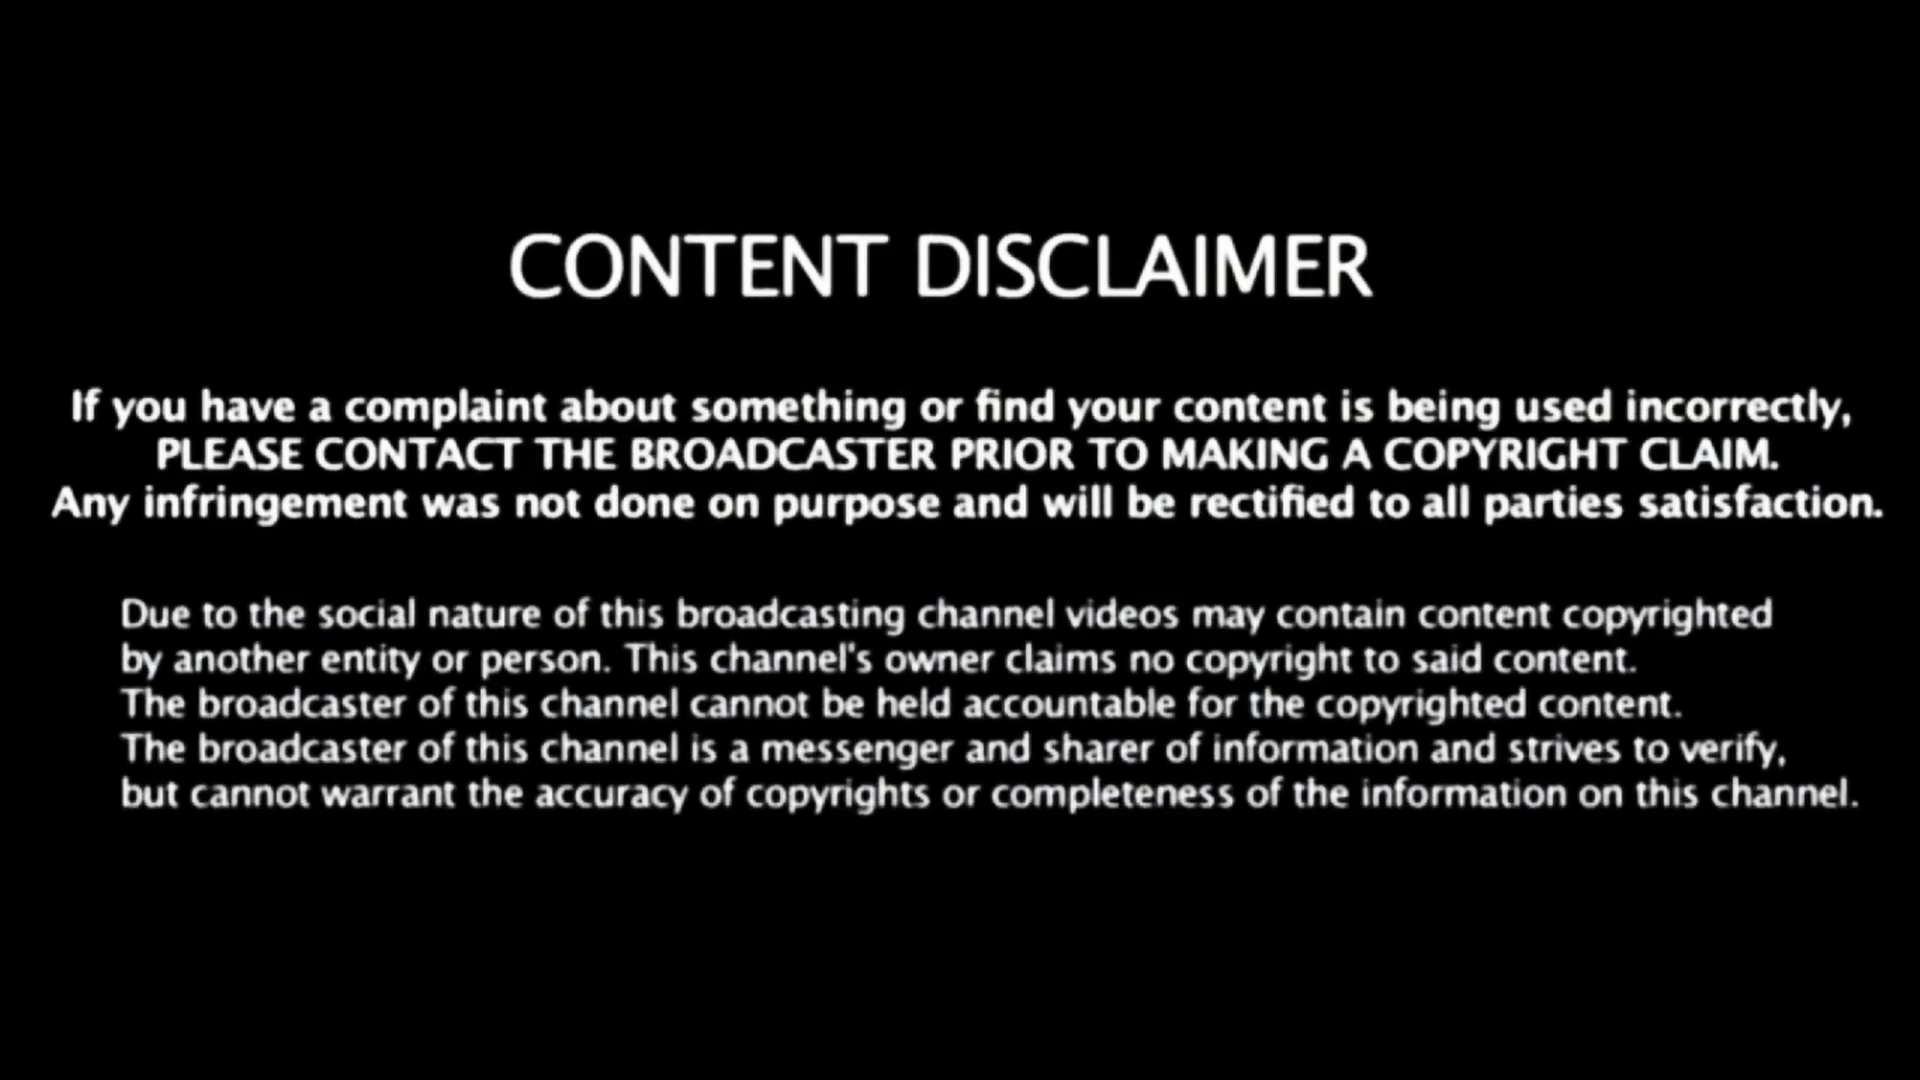 CONTENT DISCLAIMER
If you have a complaint about something or find your content is being used incorrectly,
PLEASE CONTACT THE BROADCASTER PRIOR TO MAKING A COPYRIGHT CLAIM.
Any infringement was not done on purpose and will be rectified to all parties satisfaction.
Due to the social nature of this broadcasting channel videos may contain content copyrighted
by another entity or person. This channel's owner claims no copyright to said content.
The broadcaster of this channel cannot be held accountable for the copyrighted content.
The broadcaster of this channel is a messenger and sharer of information and strives to verify,
but cannot warrant the accuracy of copyrights or completeness of the information on this channel.